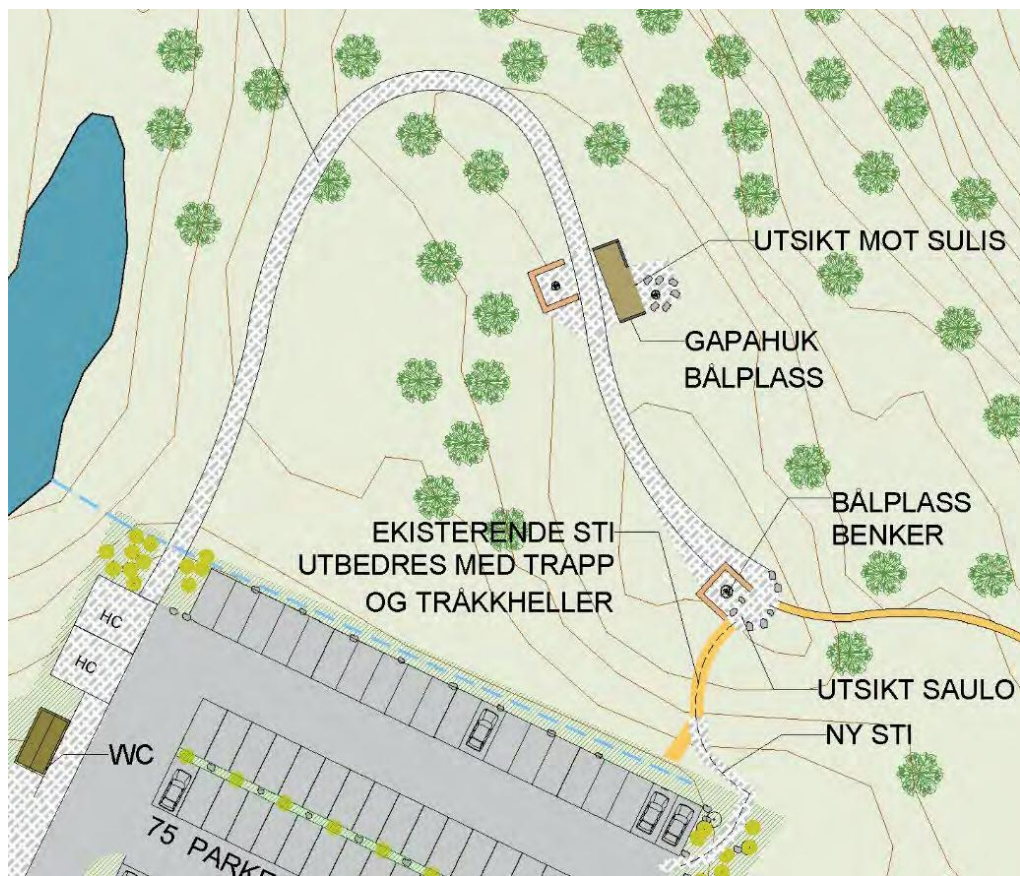 UTSIKT MOT SULIS
GAPAHUK
BÅLPLASS
BÅLPLASS
BENKER
EKISTERENDE STI
UTBEDRES MED TRAPP
OG TRÅKKHELLER
HC
HC
UTSIKT SAULO
NY STI
WC
75 PARKE